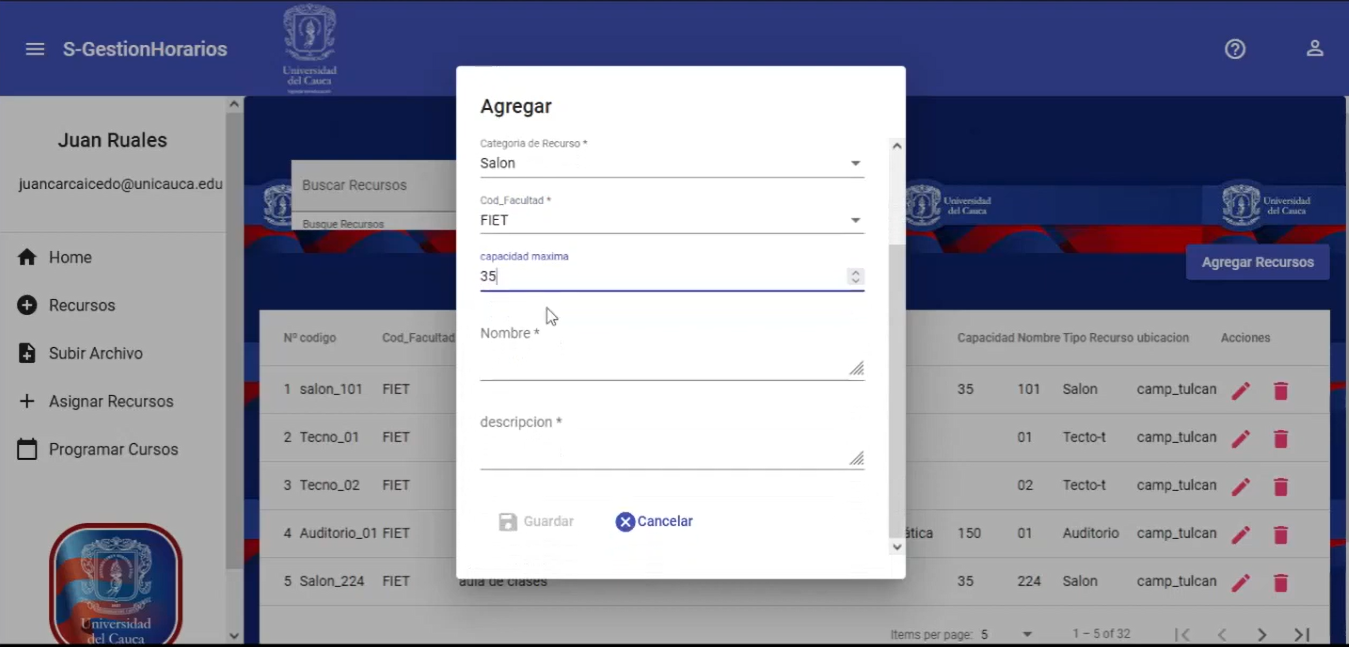 S-GestionHorarios
Universidad
del Cauca
Juan Ruales
juancarcaicedo@unicauca.edu
Home
Recursos
Subir Archivo
Asignar Recursos
Programar Cursos
Universidad
del Cauca
Buscar Recursos
Busque Recursos
Universidad
del Cauca
Universidad
del Cauca
Agregar Recursos
Agregar
Categoria de Recurso *
Salon
Cod_Facultad *
FIET
capacidad maxima
35
Nombre *
descripcion *
Guardar
Cancelar
Nº codigo Cod_Facultad Capacidad Nombre Tipo Recurso ubicacion Acciones
1 salon_101 FIET 35 101 Salon camp_tulcan
2 Tecno_01 FIET 01 Tecto-t camp_tulcan
3 Tecno_02 FIET 02 Tecto-t camp_tulcan
4 Auditorio_01 FIET ática 150 01 Auditorio camp_tulcan
5 Salon_224 FIET aula de clases 35 224 Salon camp_tulcan
Items per page: 5 1 – 5 of 32